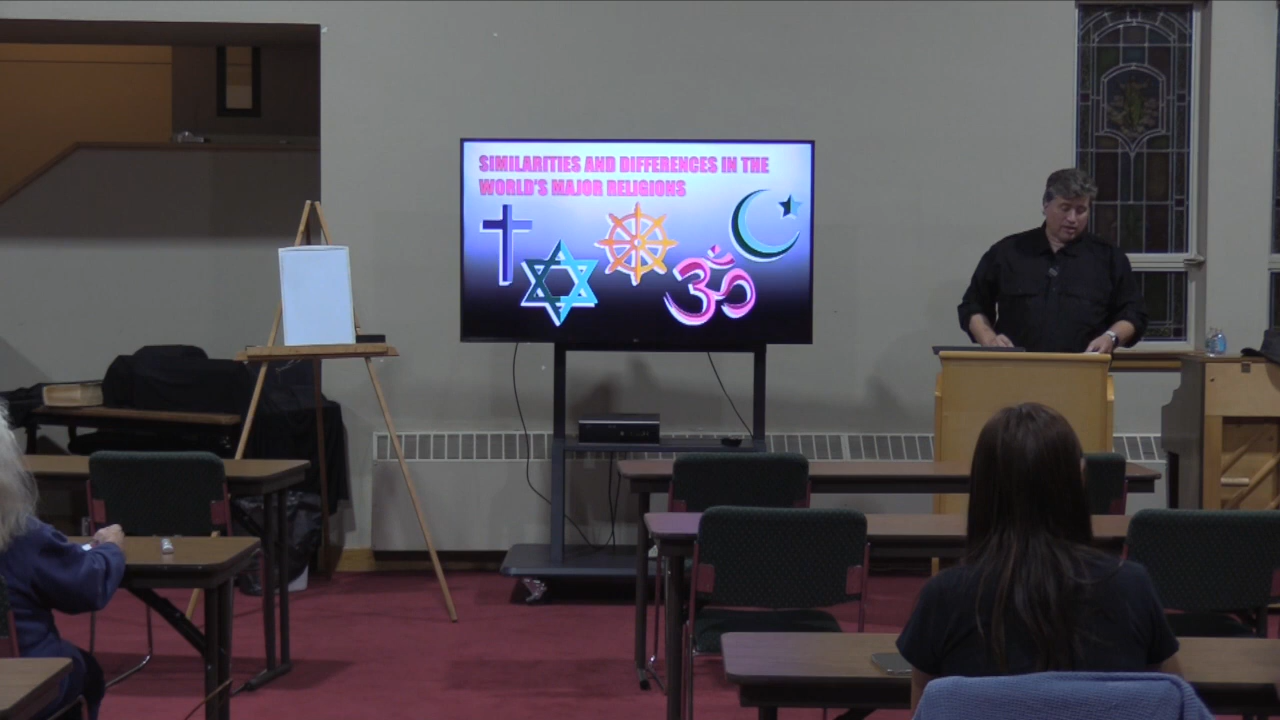 SIMILARITIES AND DIFFERENCES IN THE
WORLD'S MAJOR RELIGIONS